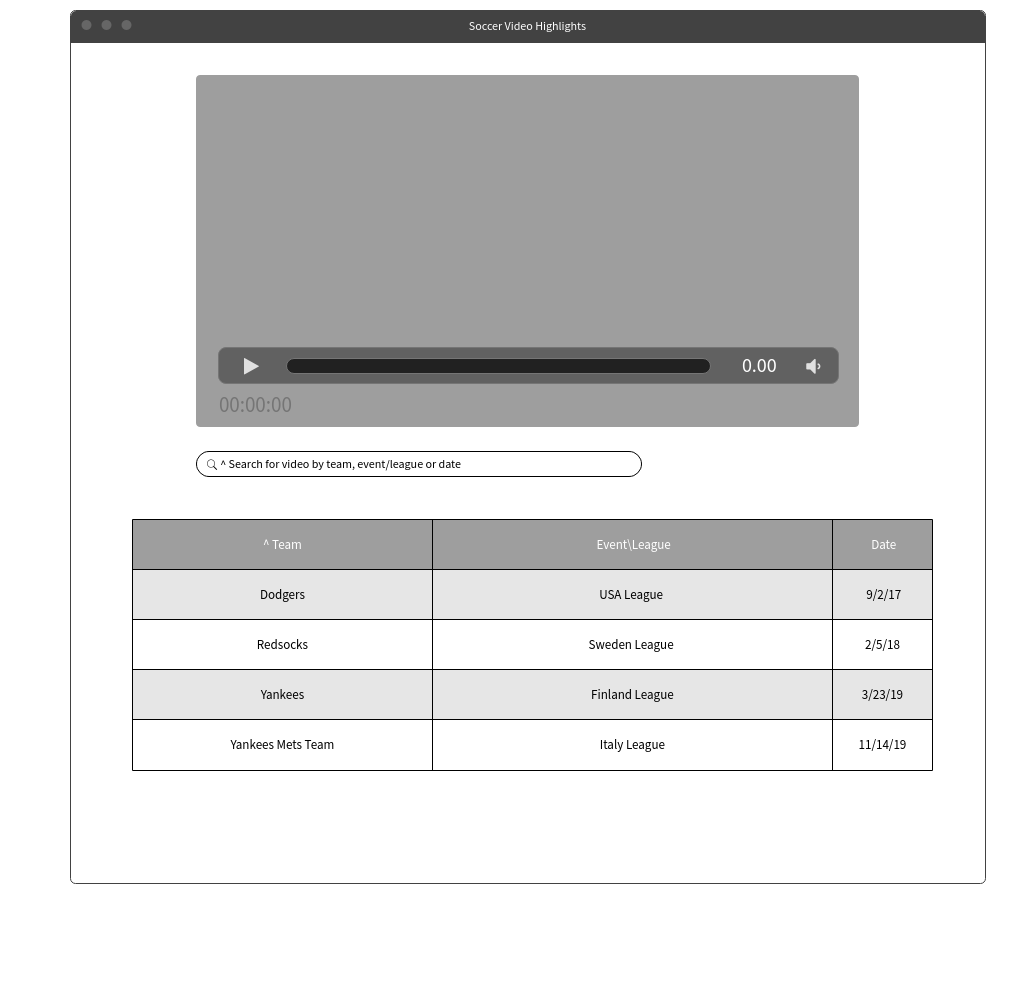 Soccer Video Highlights
0.00
00:00:00
^ Search for video by team, event/league or date
^ Team Event\League Date
Dodgers USA League 9/2/17
Redsocks Sweden League 2/5/18
Yankees Finland League 3/23/19
Yankees Mets Team Italy League 11/14/19